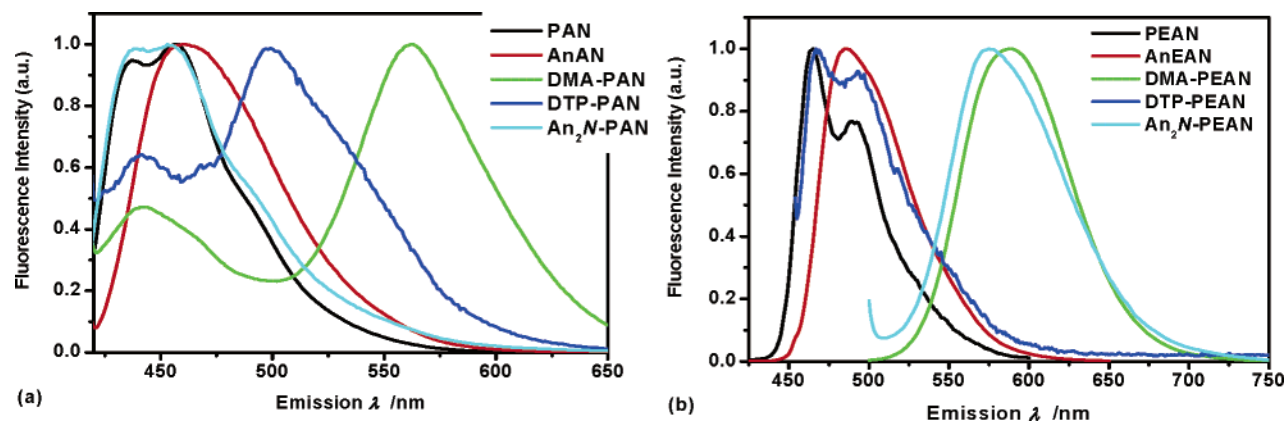 Fluorescence Intensity (a.u.)
1.0
0.8
0.6
0.4
0.2
0.0
450 500 550 600 650
Emission λ /nm
(a)
PAN
AnAN
DMA-PAN
DTP-PAN
An₂N-PAN
Fluorescence Intensity (a.u.)
1.0
0.8
0.6
0.4
0.2
0.0
450 500 550 600 650 700 750
Emission λ /nm
(b)
PEAN
AnEAN
DMA-PEAN
DTP-PEAN
An₂N-PEAN